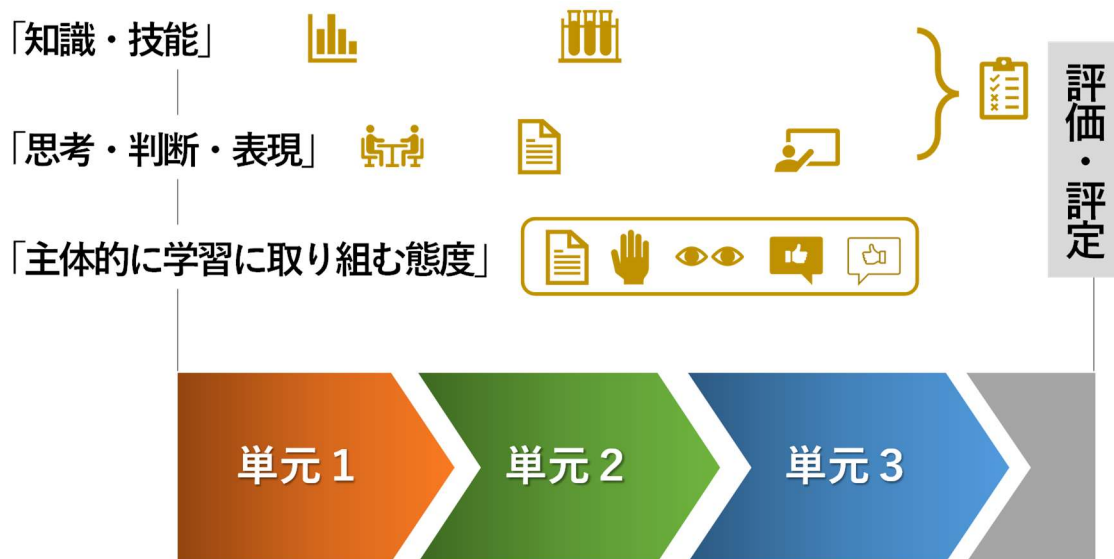 「知識・技能」
「思考・判断・表現」
「主体的に学習に取り組む態度」
評価・評定
単元１
単元２
単元３